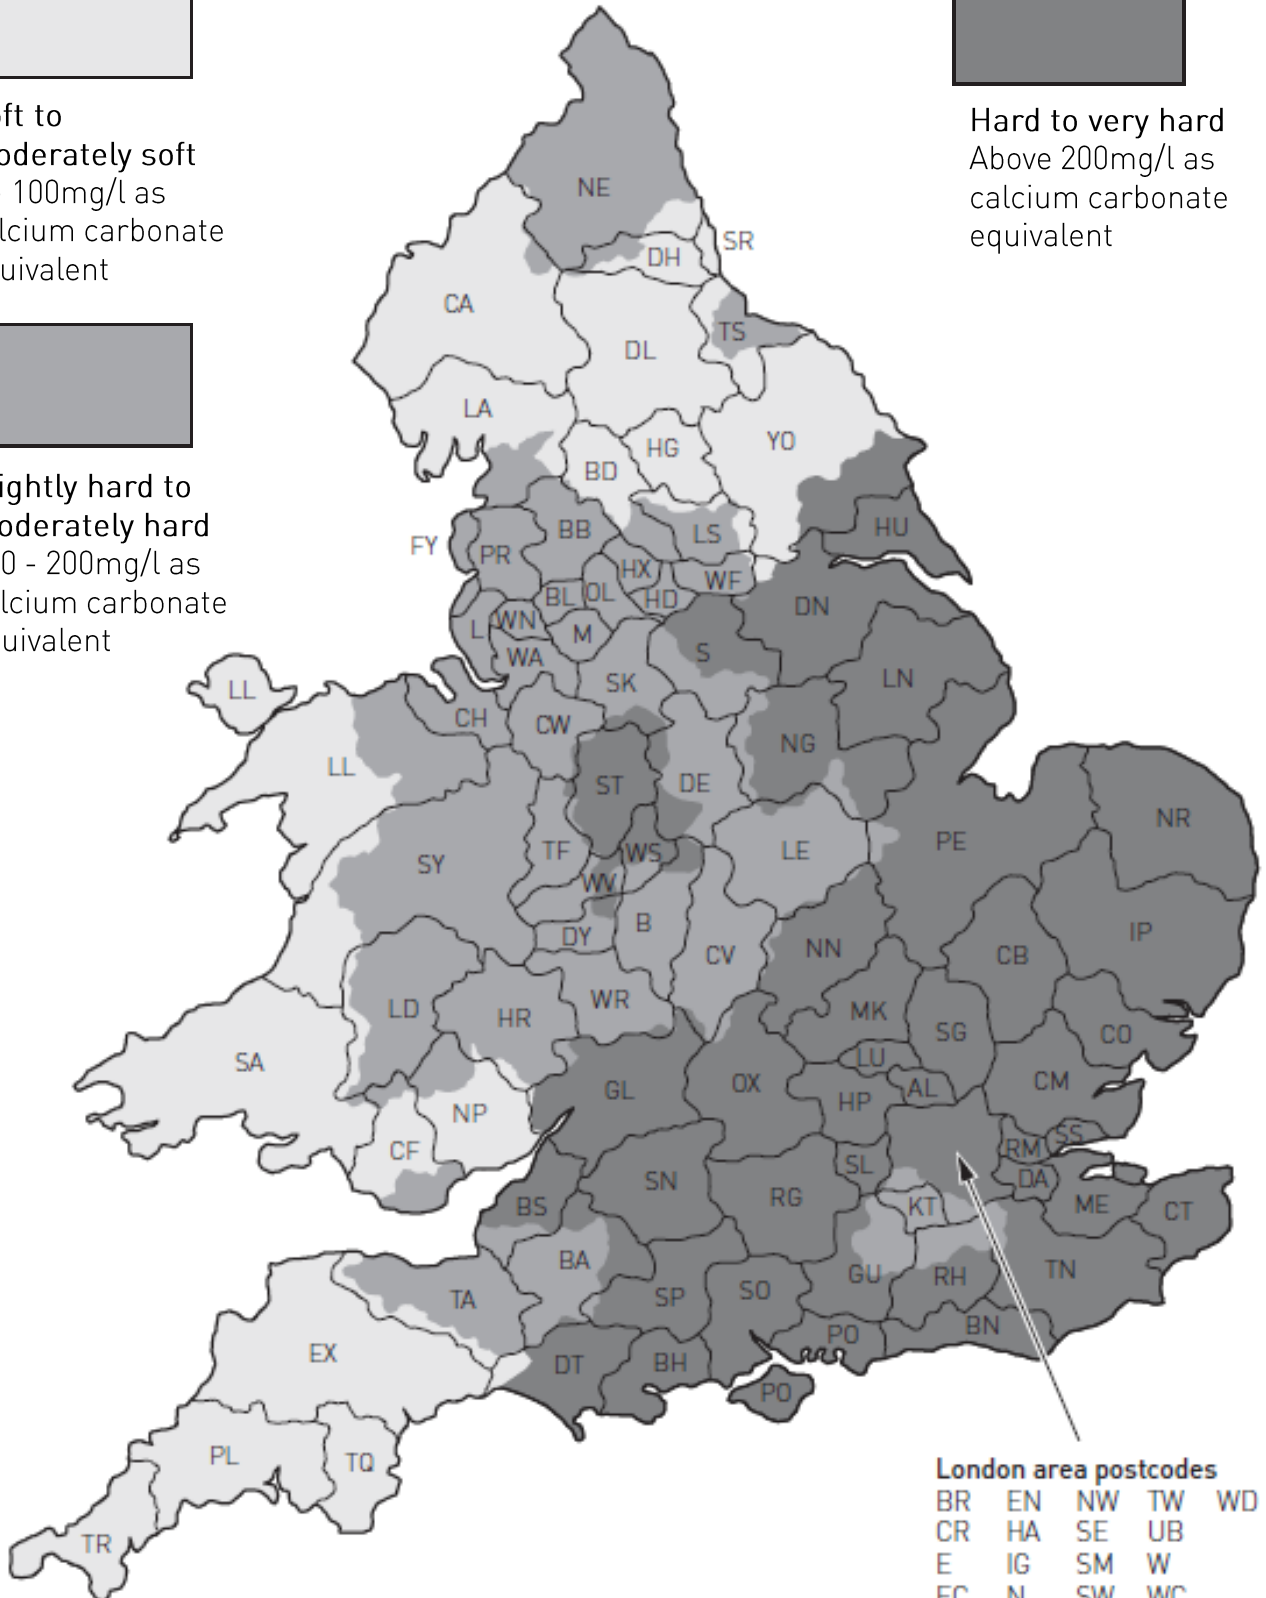 ft to
oderately soft
100mg/l as
lcium carbonate
uivalent
Hard to very hard
Above 200mg/l as
calcium carbonate
equivalent
ightly hard to
oderately hard
0 - 200mg/l as
lcium carbonate
uivalent
NE
SR
DH
CA
TS
DL
LA
YO
HG
BD
HU
BB
LS
FY
PR
HX
WF
BL
OL
HD
DN
WN
L
M
S
WA
SK
LN
LL
CH
CW
NG
LL
ST
DE
NR
PE
TF
WS
LE
SY
WV
B
IP
DY
NN
CV
CB
WR
LD
HR
MK
SG
CO
SA
LU
OX
CM
GL
AL
HP
NP
SS
CF
RM
SL
DA
SN
RG
BS
KT
ME
CT
BA
TN
GU
RH
TA
SP
SO
BN
PO
EX
DT
BH
PO
PL
TQ
TR
London area postcodes
BR EN NW TW WD
CR HA SE UB
E IG SM W
EC N SW WC